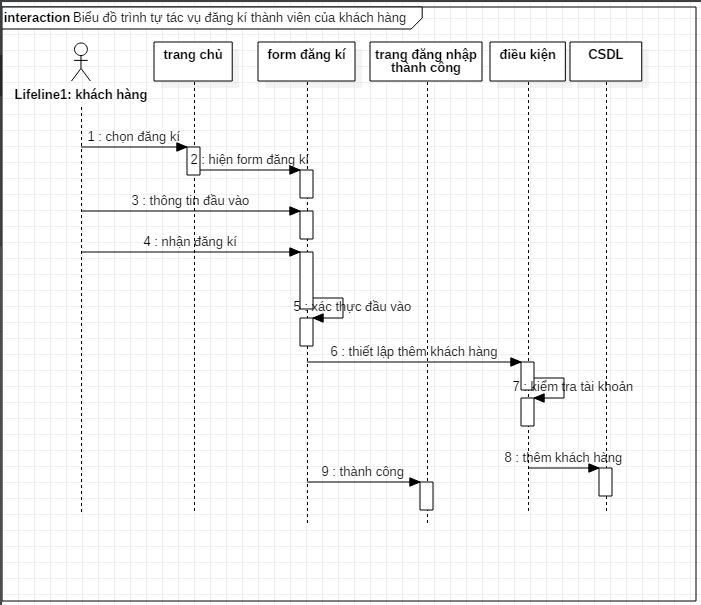 interaction Biểu đồ trình tự tác vụ đăng kí thành viên của khách hàng
trang chủ
form đăng kí
trang đăng nhập
thành công
điều kiện
CSDL
Lifeline1: khách hàng
1 : chọn đăng kí
2 : hiện form đăng kí
3 : thông tin đầu vào
4 : nhận đăng kí
5 : xác thực đầu vào
6 : thiết lập thêm khách hàng
7 : kiểm tra tài khoản
8 : thêm khách hàng
9 : thành công